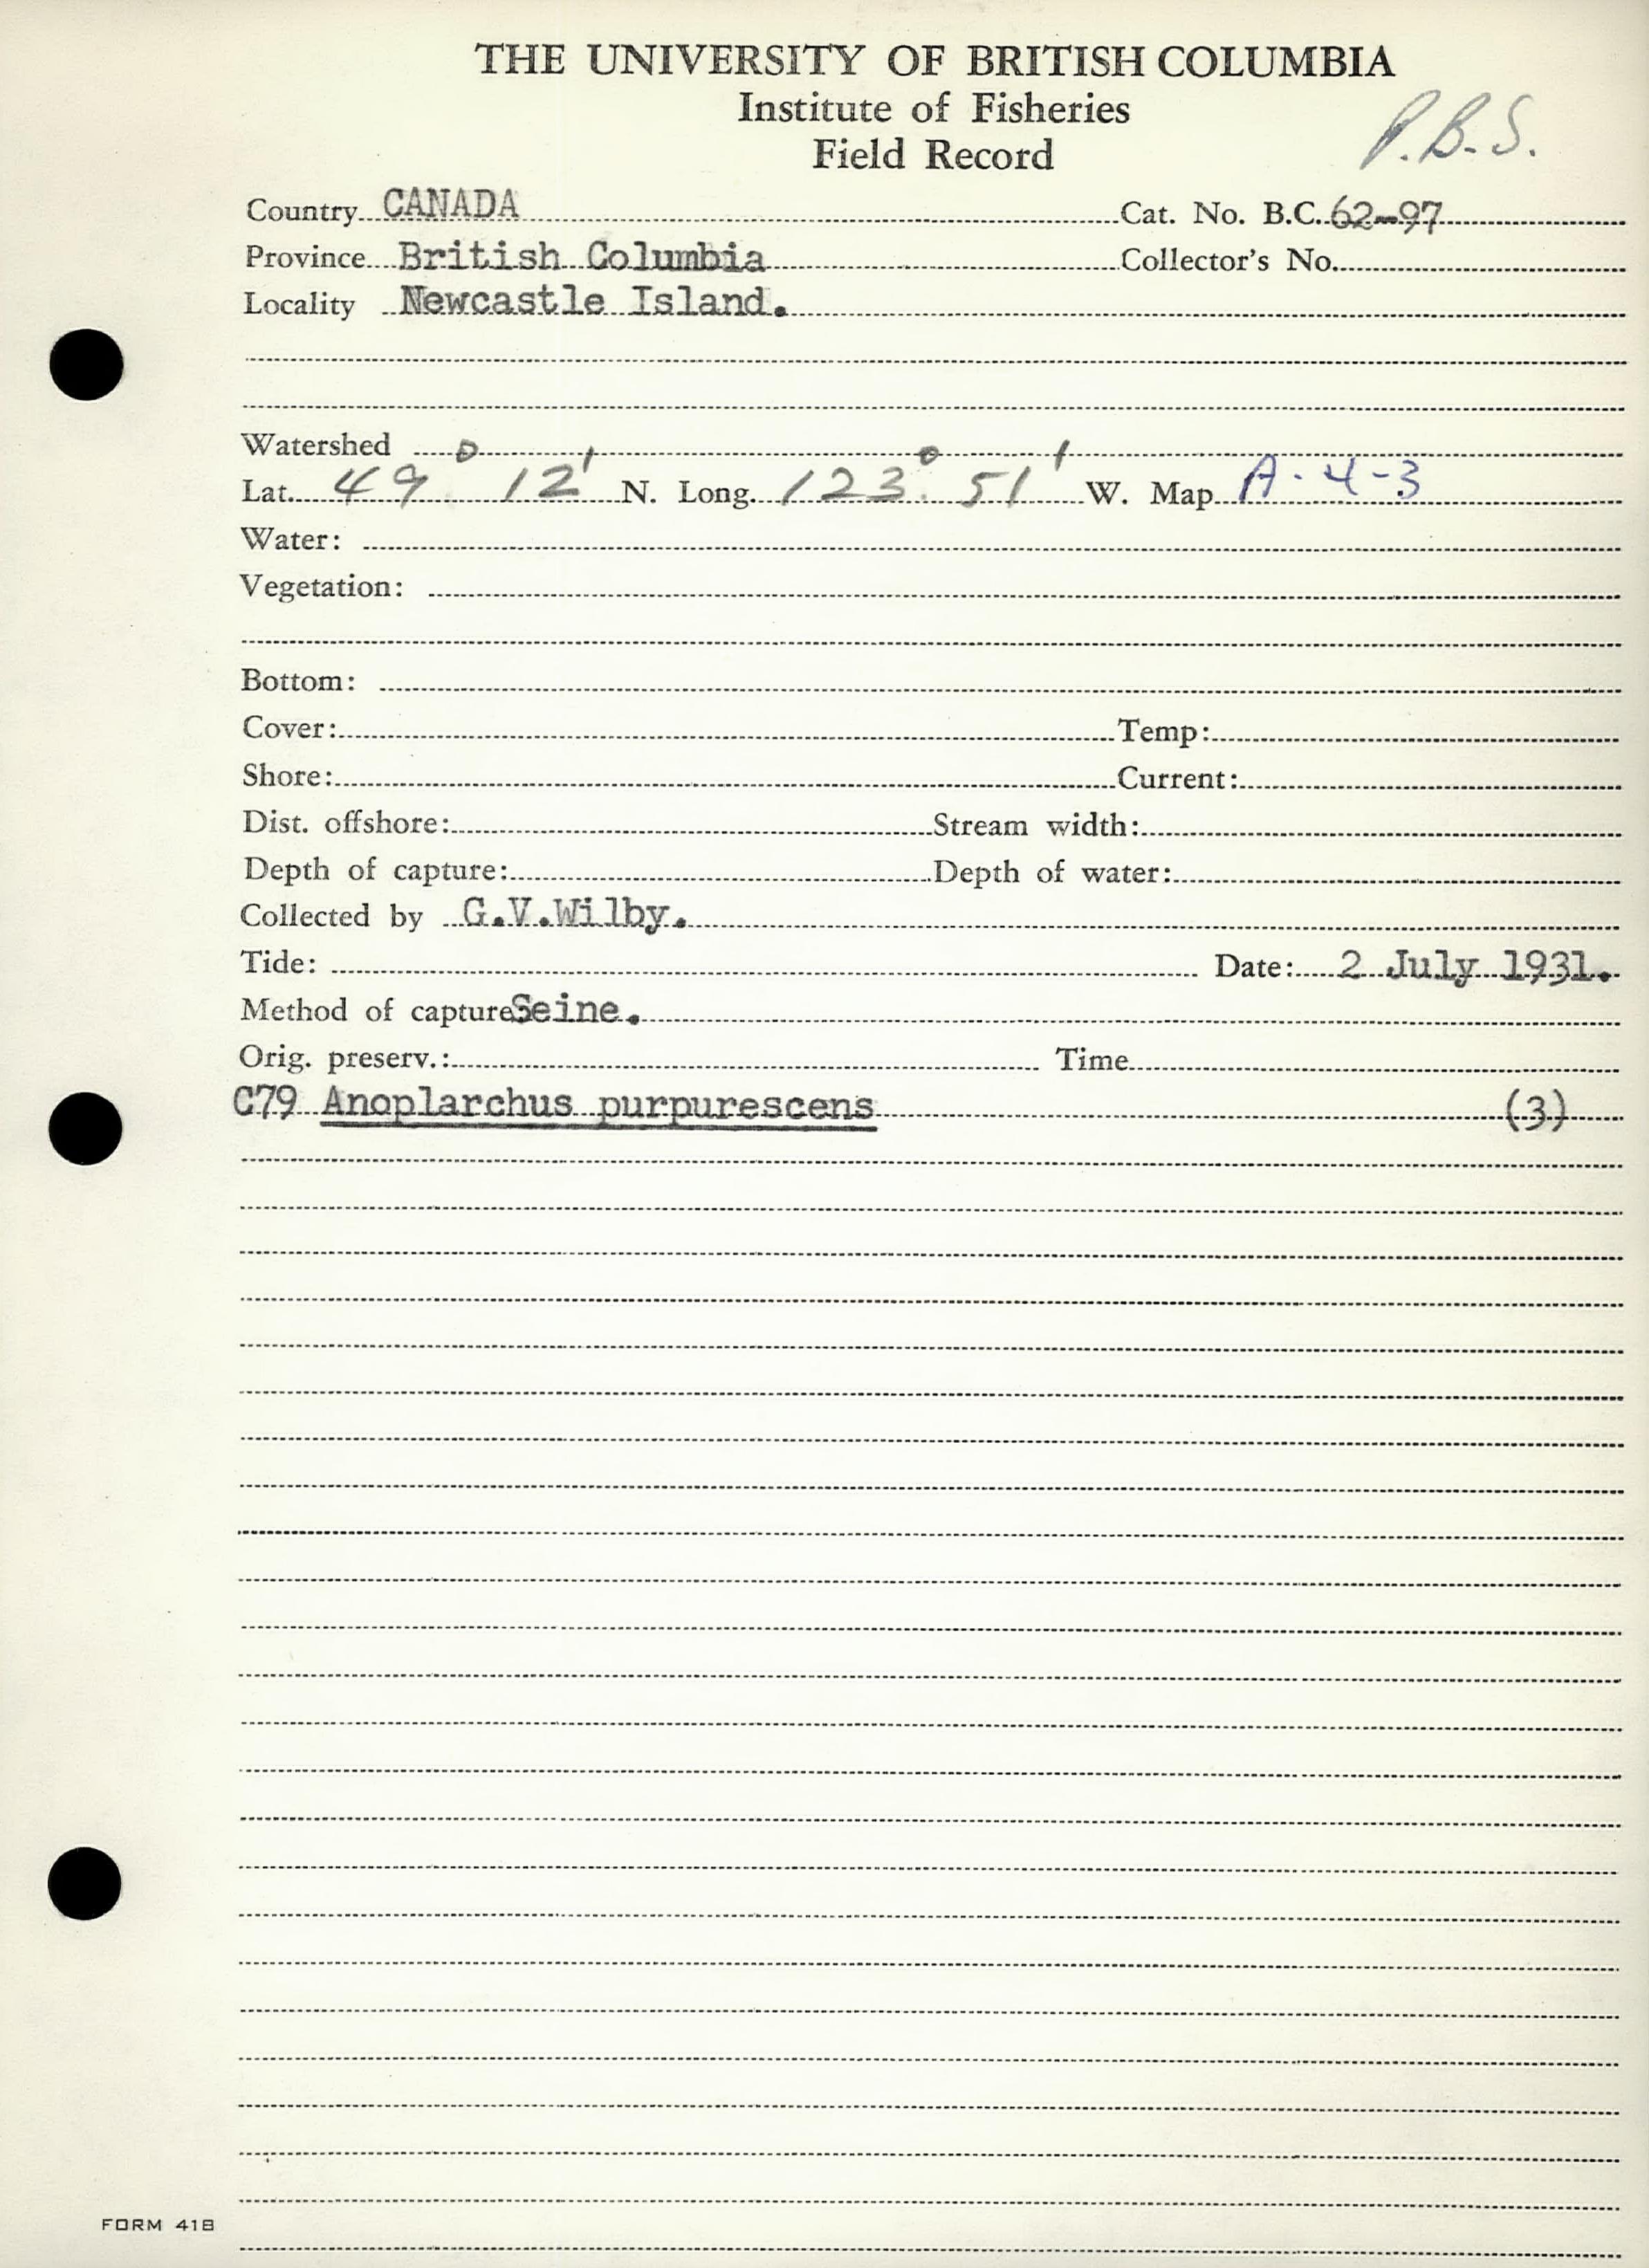 THE UNIVERSITY OF BRITISH COLUMBIA
Institute of Fisheries
Field Record
P.B.S.
Country CANADA Cat. No. B.C. 62-97
Province British Columbia Collector's No.
Locality Newcastle Island.
Watershed
Lat. 49° 12' N. Long. 123° 51' W. Map A-4-3
Water:
Vegetation:
Bottom:
Cover: Temp:
Shore: Current:
Dist. offshore: Stream width:
Depth of capture: Depth of water:
Collected by G.V.Wilby.
Tide: Date: 2 July 1931.
Method of capture: Seine.
Orig. preserv.: Time
C79 Anoplarchus purpurescens (3)
FORM 41B